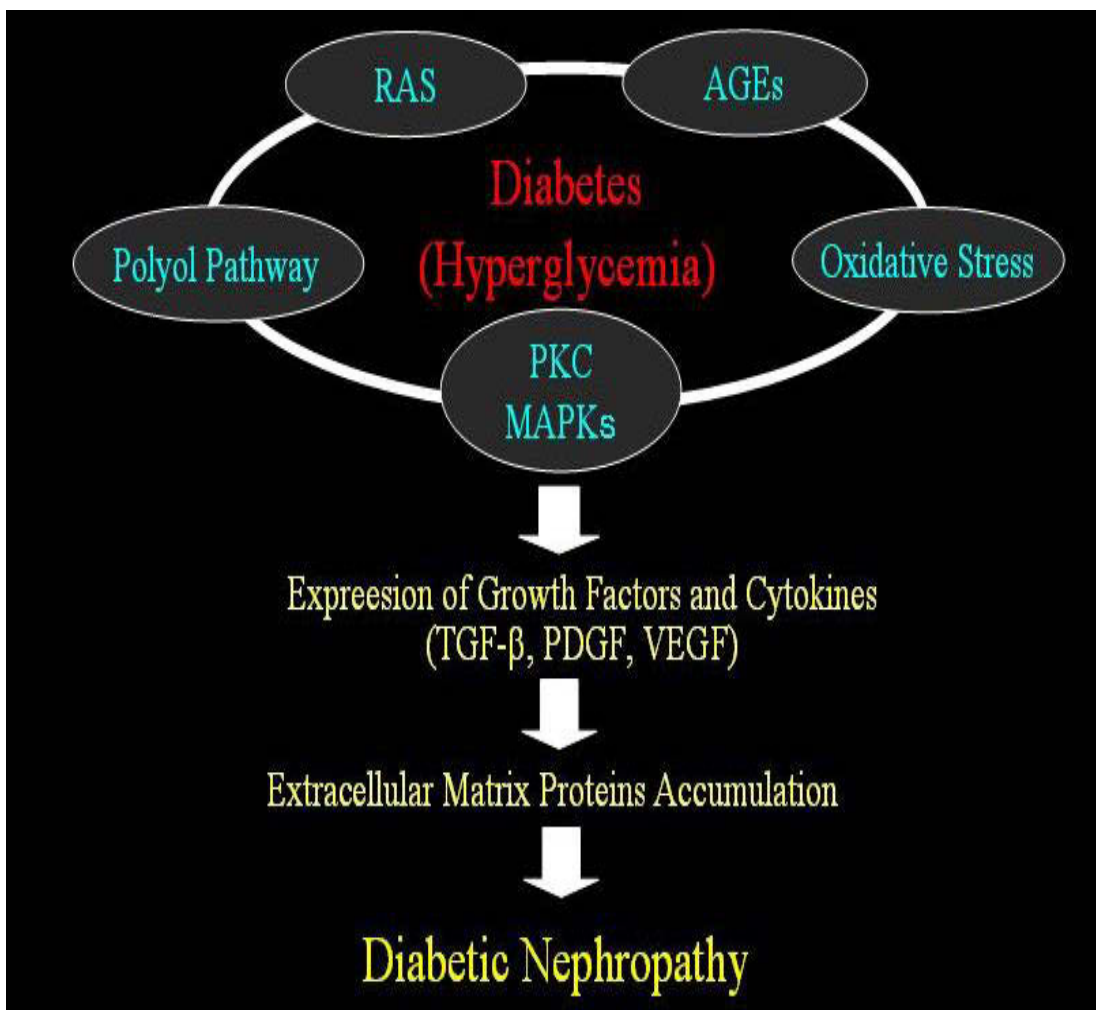 RAS
AGEs
Diabetes
(Hyperglycemia)
Polyol Pathway
Oxidative Stress
PKC
MAPKs
Expreesion of Growth Factors and Cytokines
(TGF-β, PDGF, VEGF)
Extracellular Matrix Proteins Accumulation
Diabetic Nephropathy